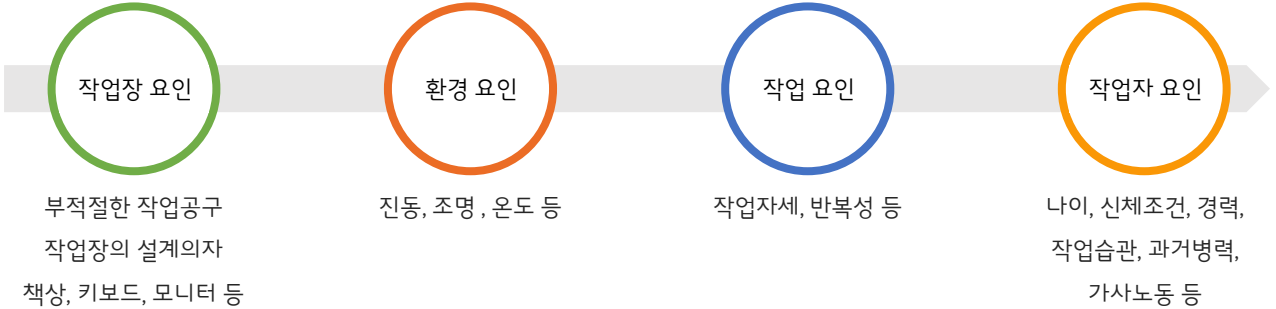 작업장 요인
환경 요인
작업 요인
작업자 요인
부적절한 작업공구
작업장의 설계의자
책상, 키보드, 모니터 등
진동, 조명 , 온도 등
작업자세, 반복성 등
나이, 신체조건, 경력,
작업습관, 과거병력,
가사노동 등